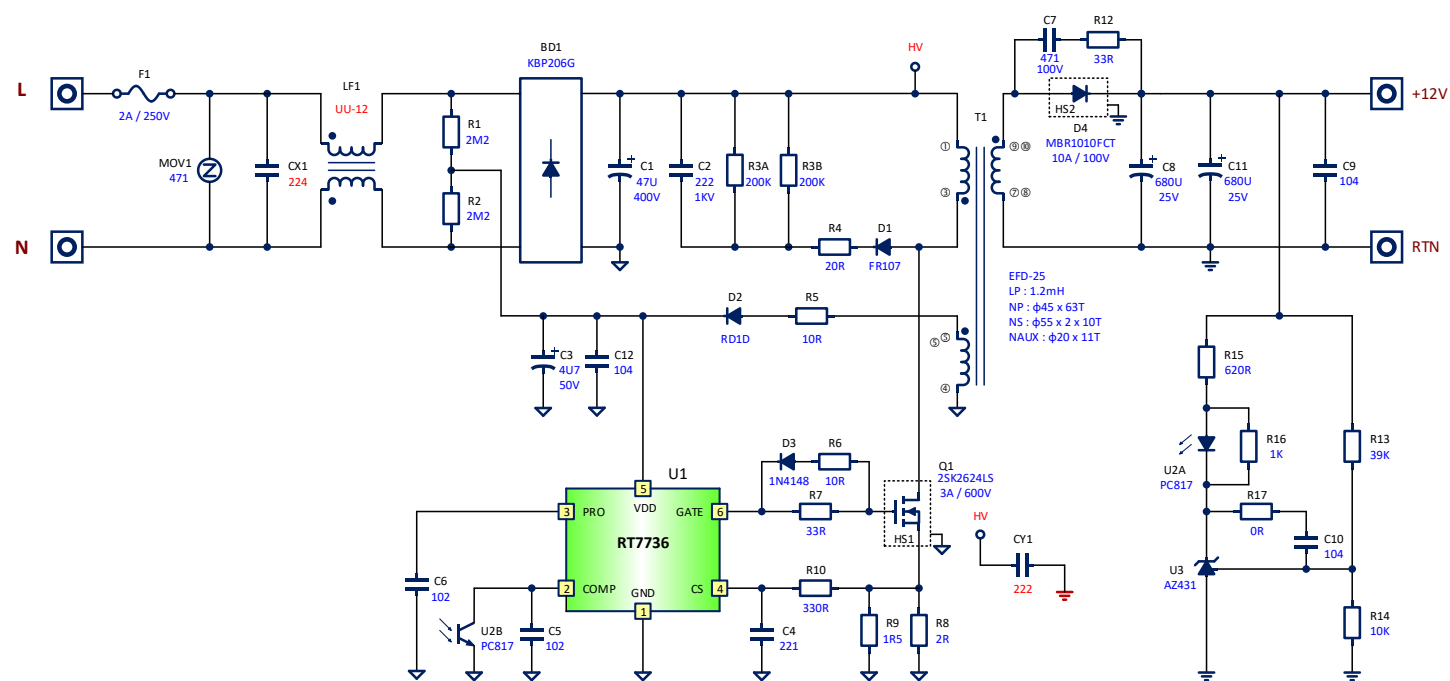 C7
R12
471
100V
33R
HV
BD1
KBP206G
F1
2A / 250V
LF1
UU-12
L
+12V
HS2
D4
MBR1010FCT
10A / 100V
T1
R1
2M2
R2
2M2
MOV1
471
CX1
224
C1
47U
400V
C2
222
1KV
R3A
200K
R3B
200K
①
③
⑨⑩
⑦⑧
C8
680U
25V
C11
680U
25V
C9
104
N
RTN
R4
20R
D1
FR107
EFD-25
LP : 1.2mH
NP : ϕ45 x 63T
NS : ϕ55 x 2 x 10T
NAUX : ϕ20 x 11T
D2
RD1D
R5
10R
⑤
④
C3
4U7
50V
C12
104
R15
620R
R16
1K
R13
39K
U2A
PC817
R17
0R
C10
104
U3
AZ431
R14
10K
D3
1N4148
R6
10R
R7
33R
Q1
2SK2624LS
3A / 600V
HS1
HV
CY1
222
U1
5
VDD
3
PRO
GATE
6
RT7736
2
COMP
GND
1
CS
4
C6
102
U2B
PC817
C5
102
R10
330R
C4
221
R9
1R5
R8
2R